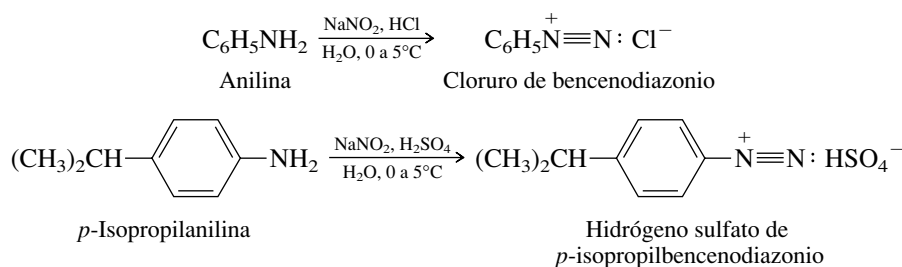 C₆H₅NH₂ NaNO₂, HCl H₂O, 0 a 5°C C₆H₅N⁺≡N: Cl⁻
Anilina Cloruro de bencenodiazonio
(CH₃)₂CH NH₂ NaNO₂, H₂SO₄ H₂O, 0 a 5°C (CH₃)₂CH N⁺≡N: HSO₄⁻
p-Isopropilanilina Hidrógeno sulfato de
p-isopropilbencenodiazonio